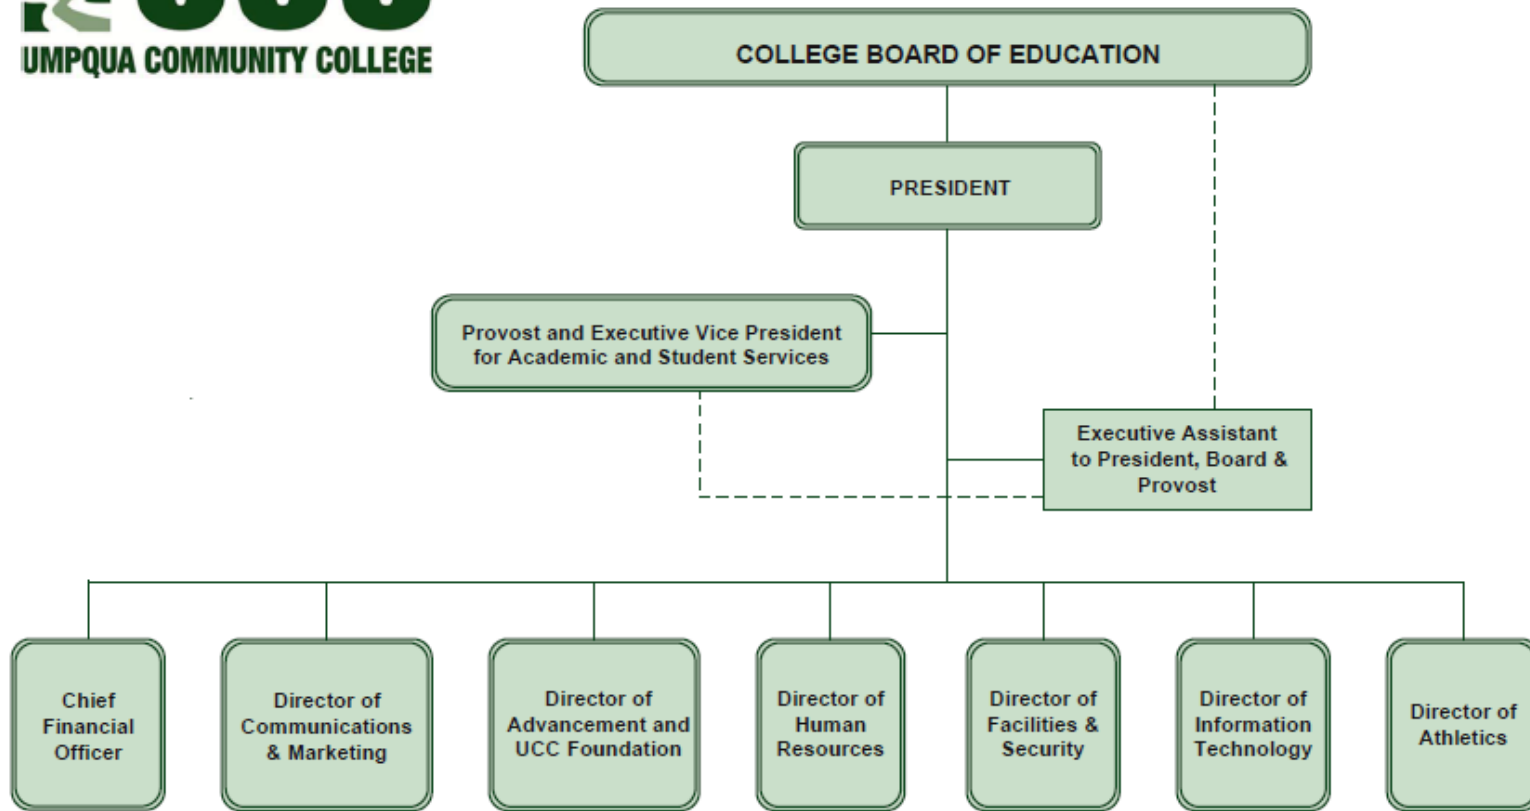 UCC
UMPQUA COMMUNITY COLLEGE
COLLEGE BOARD OF EDUCATION
PRESIDENT
Provost and Executive Vice President
for Academic and Student Services
Executive Assistant
to President, Board &
Provost
Chief
Financial
Officer
Director of
Communications
& Marketing
Director of
Advancement and
UCC Foundation
Director of
Human
Resources
Director of
Facilities &
Security
Director of
Information
Technology
Director of
Athletics